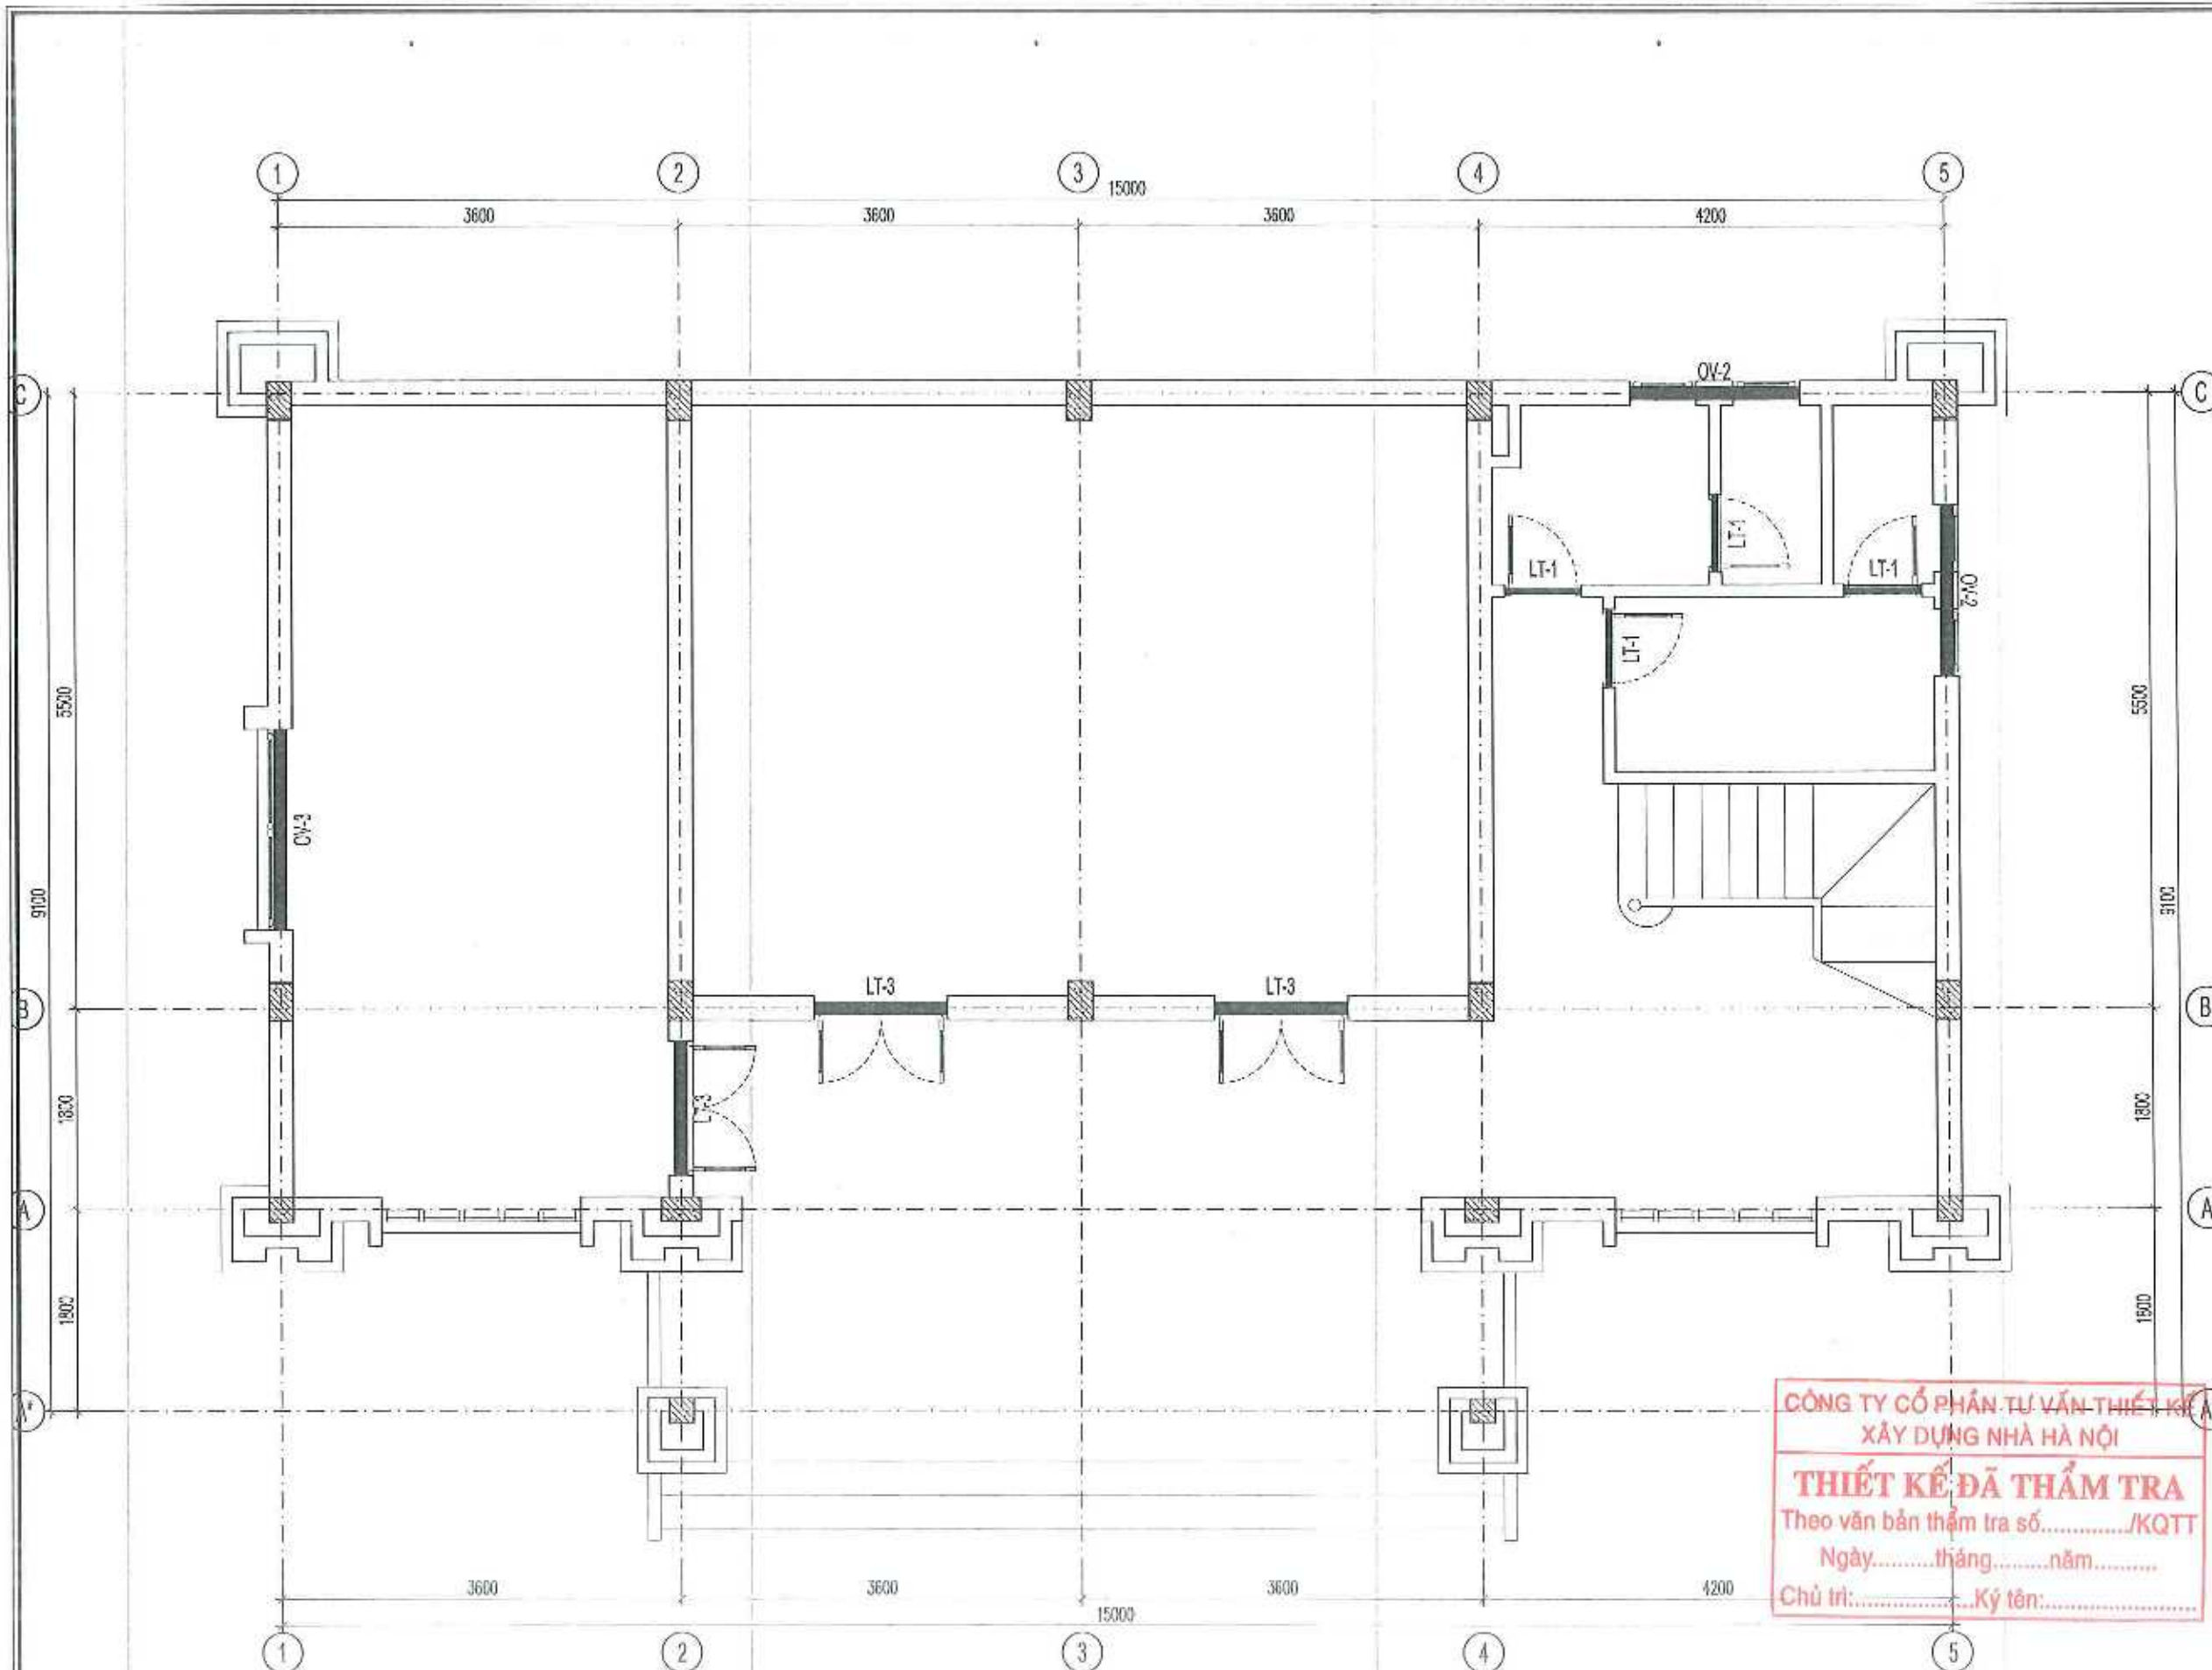 1 2 3 4 5
15000
3600 3600 3600 4200
C C
OV-2
LT-1 LT-1 LT-1
OV-2
LT-1
5500 5500
OV-3
9100 9100
LT-3 LT-3
B B
1800 1800
LT-3
A A
1800 1800
A' A
CÔNG TY CỔ PHẦN TƯ VẤN THIẾT KẾ
XÂY DỰNG NHÀ HÀ NỘI
THIẾT KẾ ĐÃ THẨM TRA
Theo văn bản thẩm tra số............./KQTT
Ngày..........tháng.........năm..........
Chủ trì:...................Ký tên:.......................
3600 3600 3600 4200
15000
1 2 3 4 5